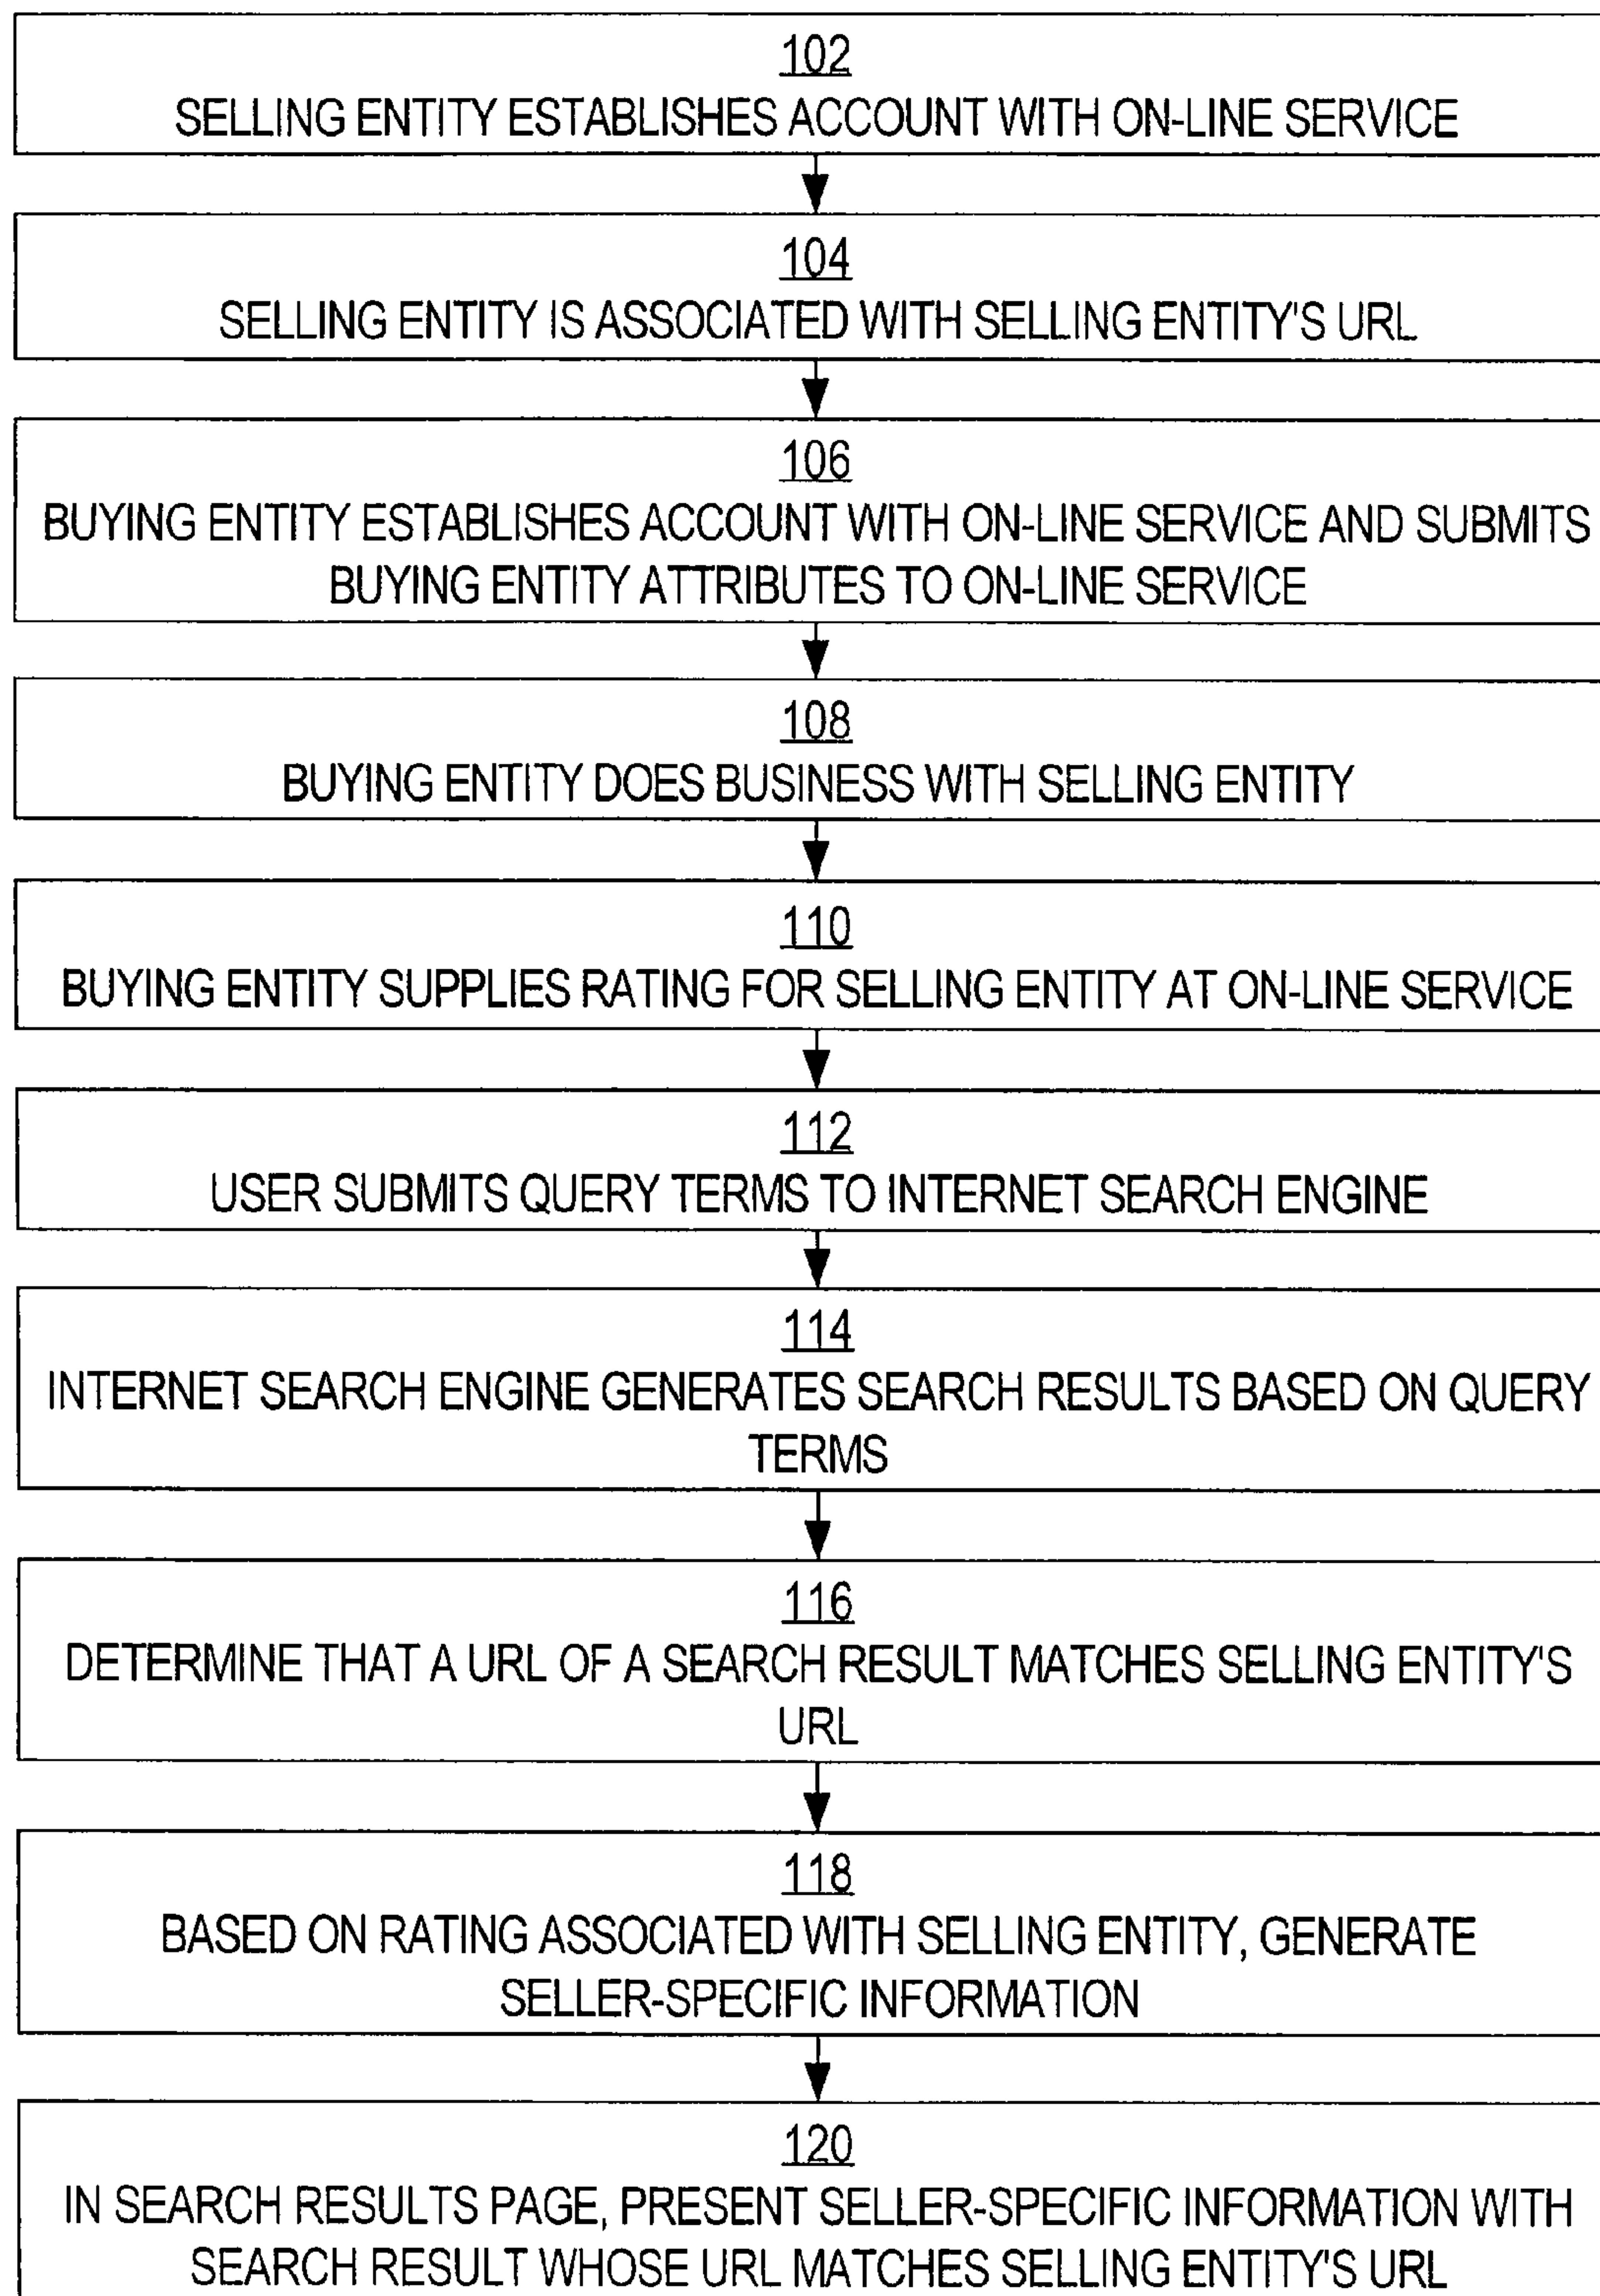 102
SELLING ENTITY ESTABLISHES ACCOUNT WITH ON-LINE SERVICE
104
SELLING ENTITY IS ASSOCIATED WITH SELLING ENTITY'S URL
106
BUYING ENTITY ESTABLISHES ACCOUNT WITH ON-LINE SERVICE AND SUBMITS
BUYING ENTITY ATTRIBUTES TO ON-LINE SERVICE
108
BUYING ENTITY DOES BUSINESS WITH SELLING ENTITY
110
BUYING ENTITY SUPPLIES RATING FOR SELLING ENTITY AT ON-LINE SERVICE
112
USER SUBMITS QUERY TERMS TO INTERNET SEARCH ENGINE
114
INTERNET SEARCH ENGINE GENERATES SEARCH RESULTS BASED ON QUERY
TERMS
116
DETERMINE THAT A URL OF A SEARCH RESULT MATCHES SELLING ENTITY'S
URL
118
BASED ON RATING ASSOCIATED WITH SELLING ENTITY, GENERATE
SELLER-SPECIFIC INFORMATION
120
IN SEARCH RESULTS PAGE, PRESENT SELLER-SPECIFIC INFORMATION WITH
SEARCH RESULT WHOSE URL MATCHES SELLING ENTITY'S URL